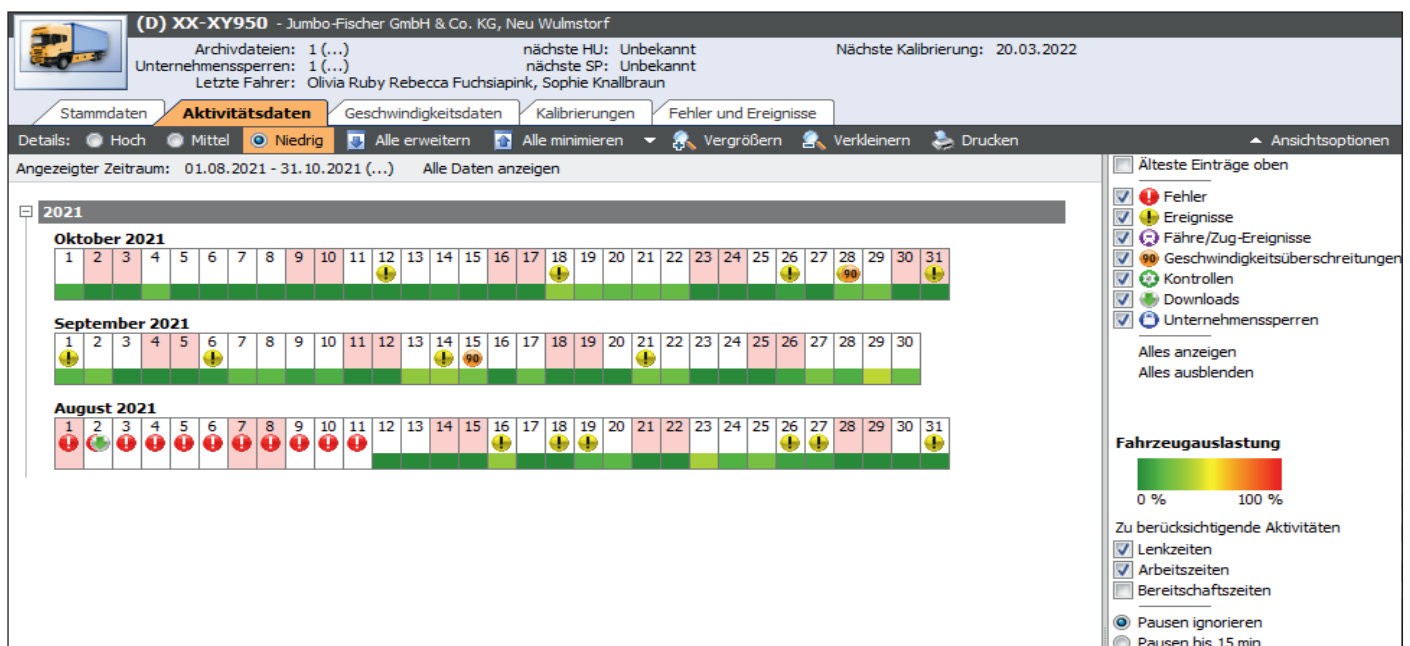 (D) XX-XY950 - Jumbo-Fischer GmbH & Co. KG, Neu Wulmstorf
Archivdateien: 1 (...) nächste HU: Unbekannt Nächste Kalibrierung: 20.03.2022
Unternehmenssperren: 1 (...) nächste SP: Unbekannt
Letzte Fahrer: Olivia Ruby Rebecca Fuchsiapink, Sophie Knallbraun
Stammdaten Aktivitätsdaten Geschwindigkeitsdaten Kalibrierungen Fehler und Ereignisse
Details: Hoch Mittel Niedrig Alle erweitern Alle minimieren Vergrößern Verkleinern Drucken Ansichtsoptionen
Angezeigter Zeitraum: 01.08.2021 - 31.10.2021 (...) Alle Daten anzeigen
2021
Oktober 2021
1 2 3 4 5 6 7 8 9 10 11 12 13 14 15 16 17 18 19 20 21 22 23 24 25 26 27 28 29 30 31
90
September 2021
1 2 3 4 5 6 7 8 9 10 11 12 13 14 15 16 17 18 19 20 21 22 23 24 25 26 27 28 29 30
90
August 2021
1 2 3 4 5 6 7 8 9 10 11 12 13 14 15 16 17 18 19 20 21 22 23 24 25 26 27 28 29 30 31
Älteste Einträge oben
Fehler
Ereignisse
Fähre/Zug-Ereignisse
90 Geschwindigkeitsüberschreitungen
Kontrollen
Downloads
Unternehmenssperren
Alles anzeigen
Alles ausblenden
Fahrzeugauslastung
0 % 100 %
Zu berücksichtigende Aktivitäten
Lenkzeiten
Arbeitszeiten
Bereitschaftszeiten
Pausen ignorieren
Pausen bis 15 min